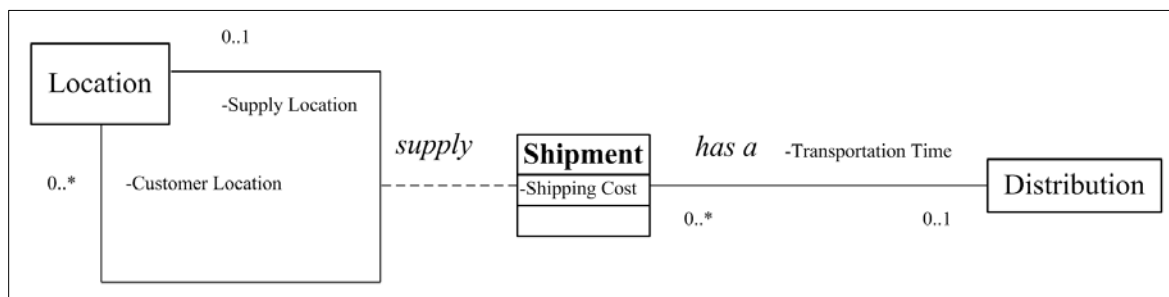 0..1
Location
-Supply Location
supply
Shipment
has a
-Transportation Time
0..*
-Customer Location
-Shipping Cost
Distribution
0..*
0..1